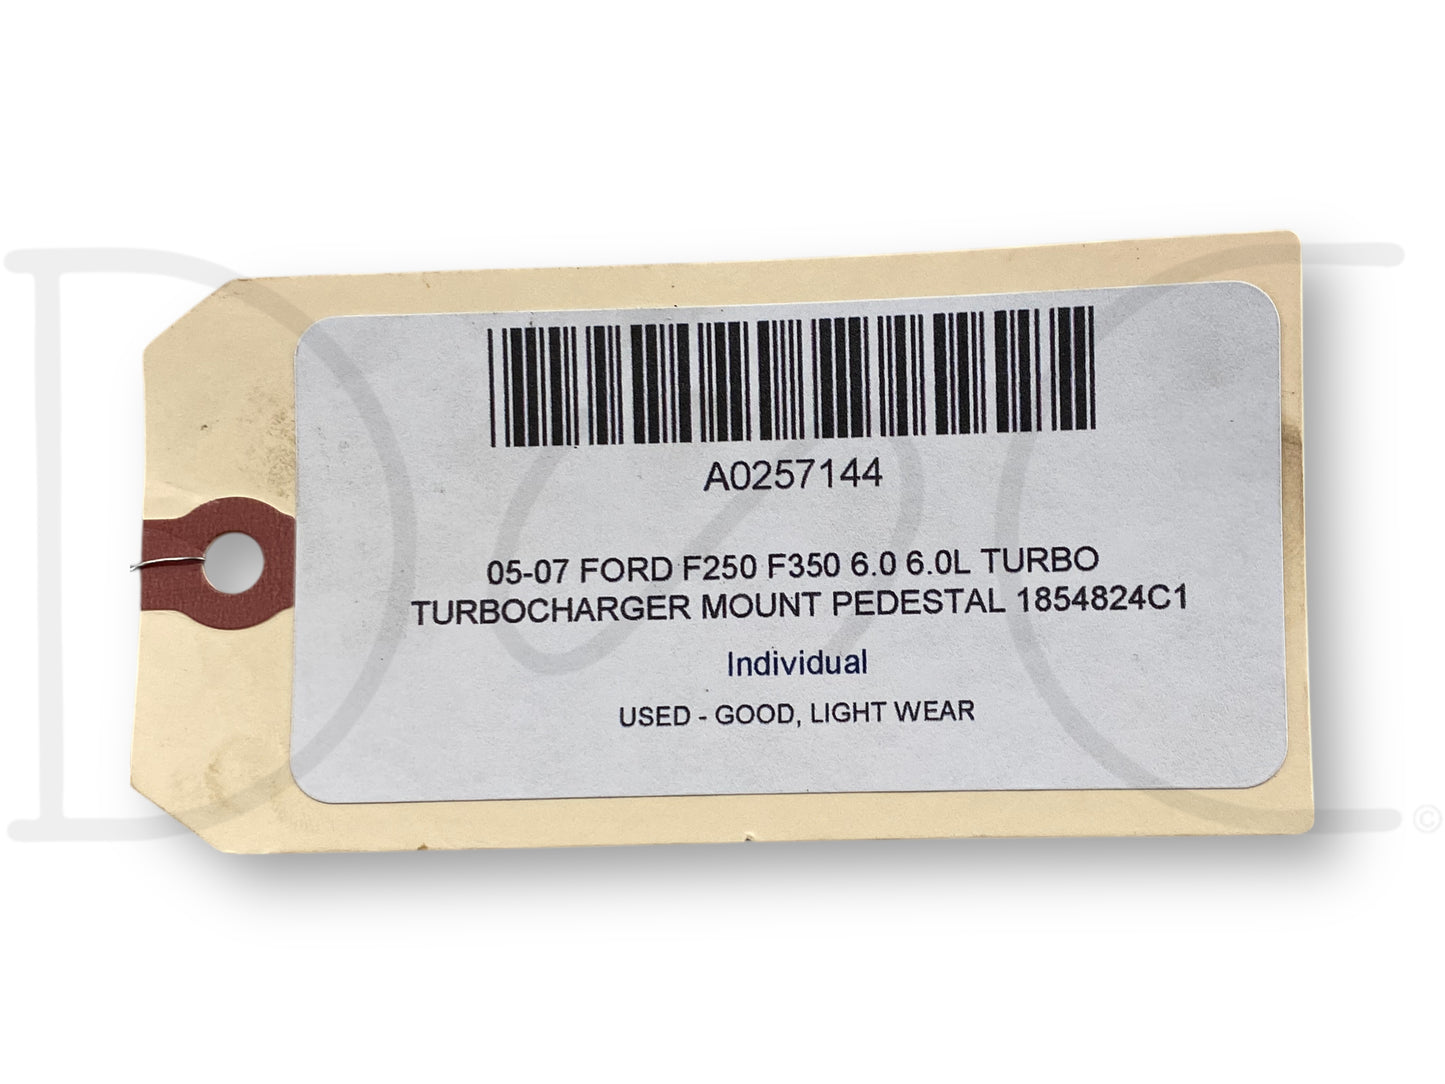 A0257144
05-07 FORD F250 F350 6.0 6.0L TURBO
TURBOCHARGER MOUNT PEDESTAL 1854824C1
Individual
USED - GOOD, LIGHT WEAR
©